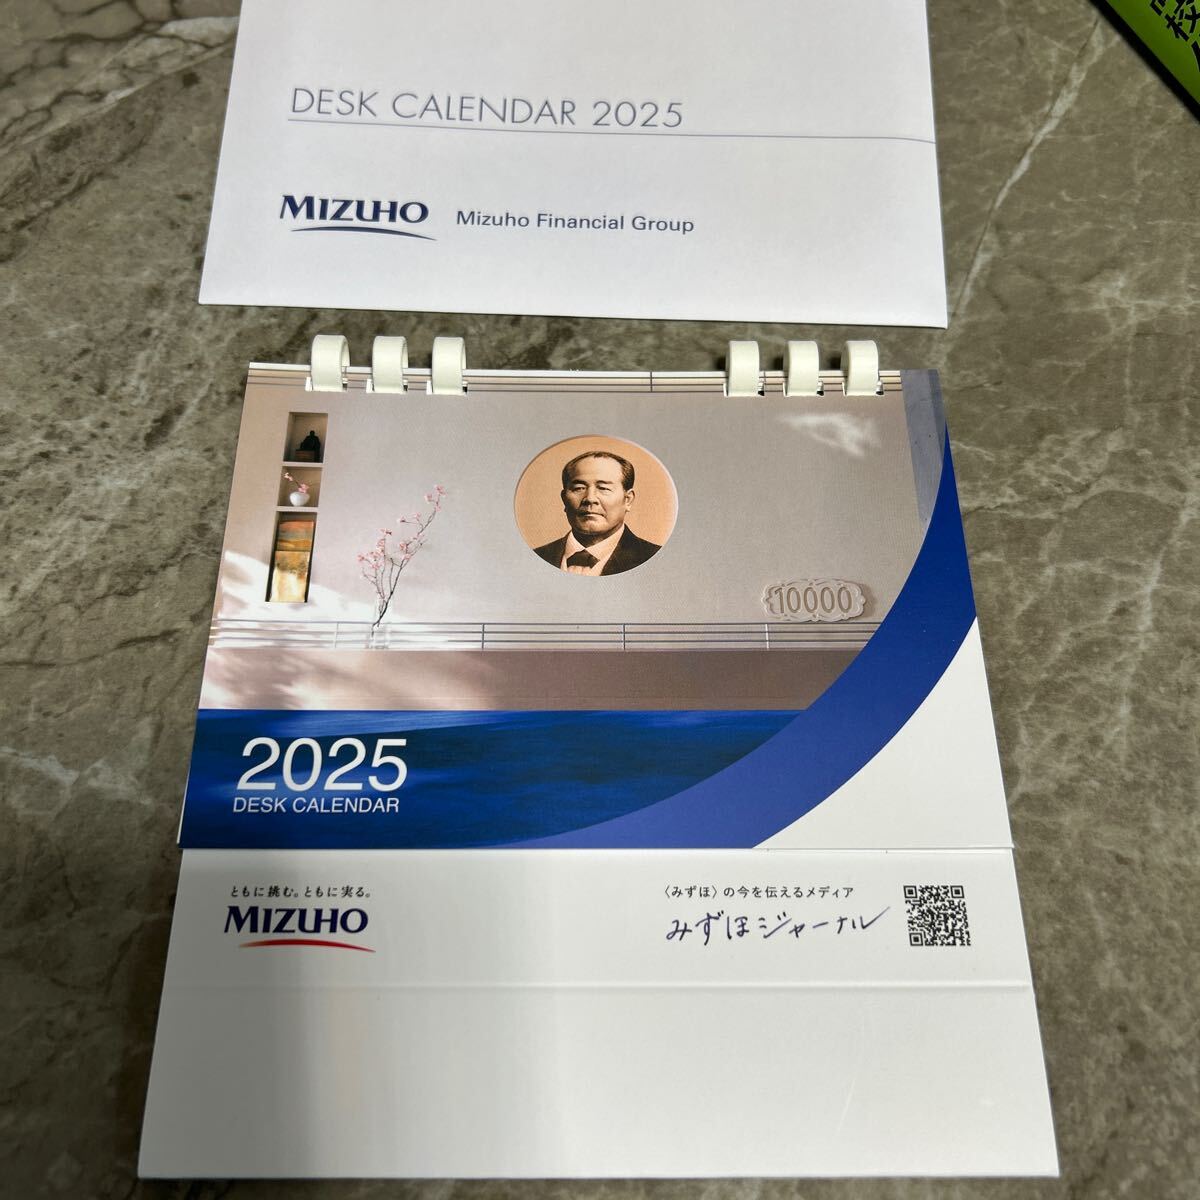 DESK CALENDAR 2025
MIZUHO Mizuho Financial Group
10000
2025
DESK CALENDAR
ともに挑む。ともに実る。
MIZUHO
〈みずほ〉の今を伝えるメディア
みずほジャーナル